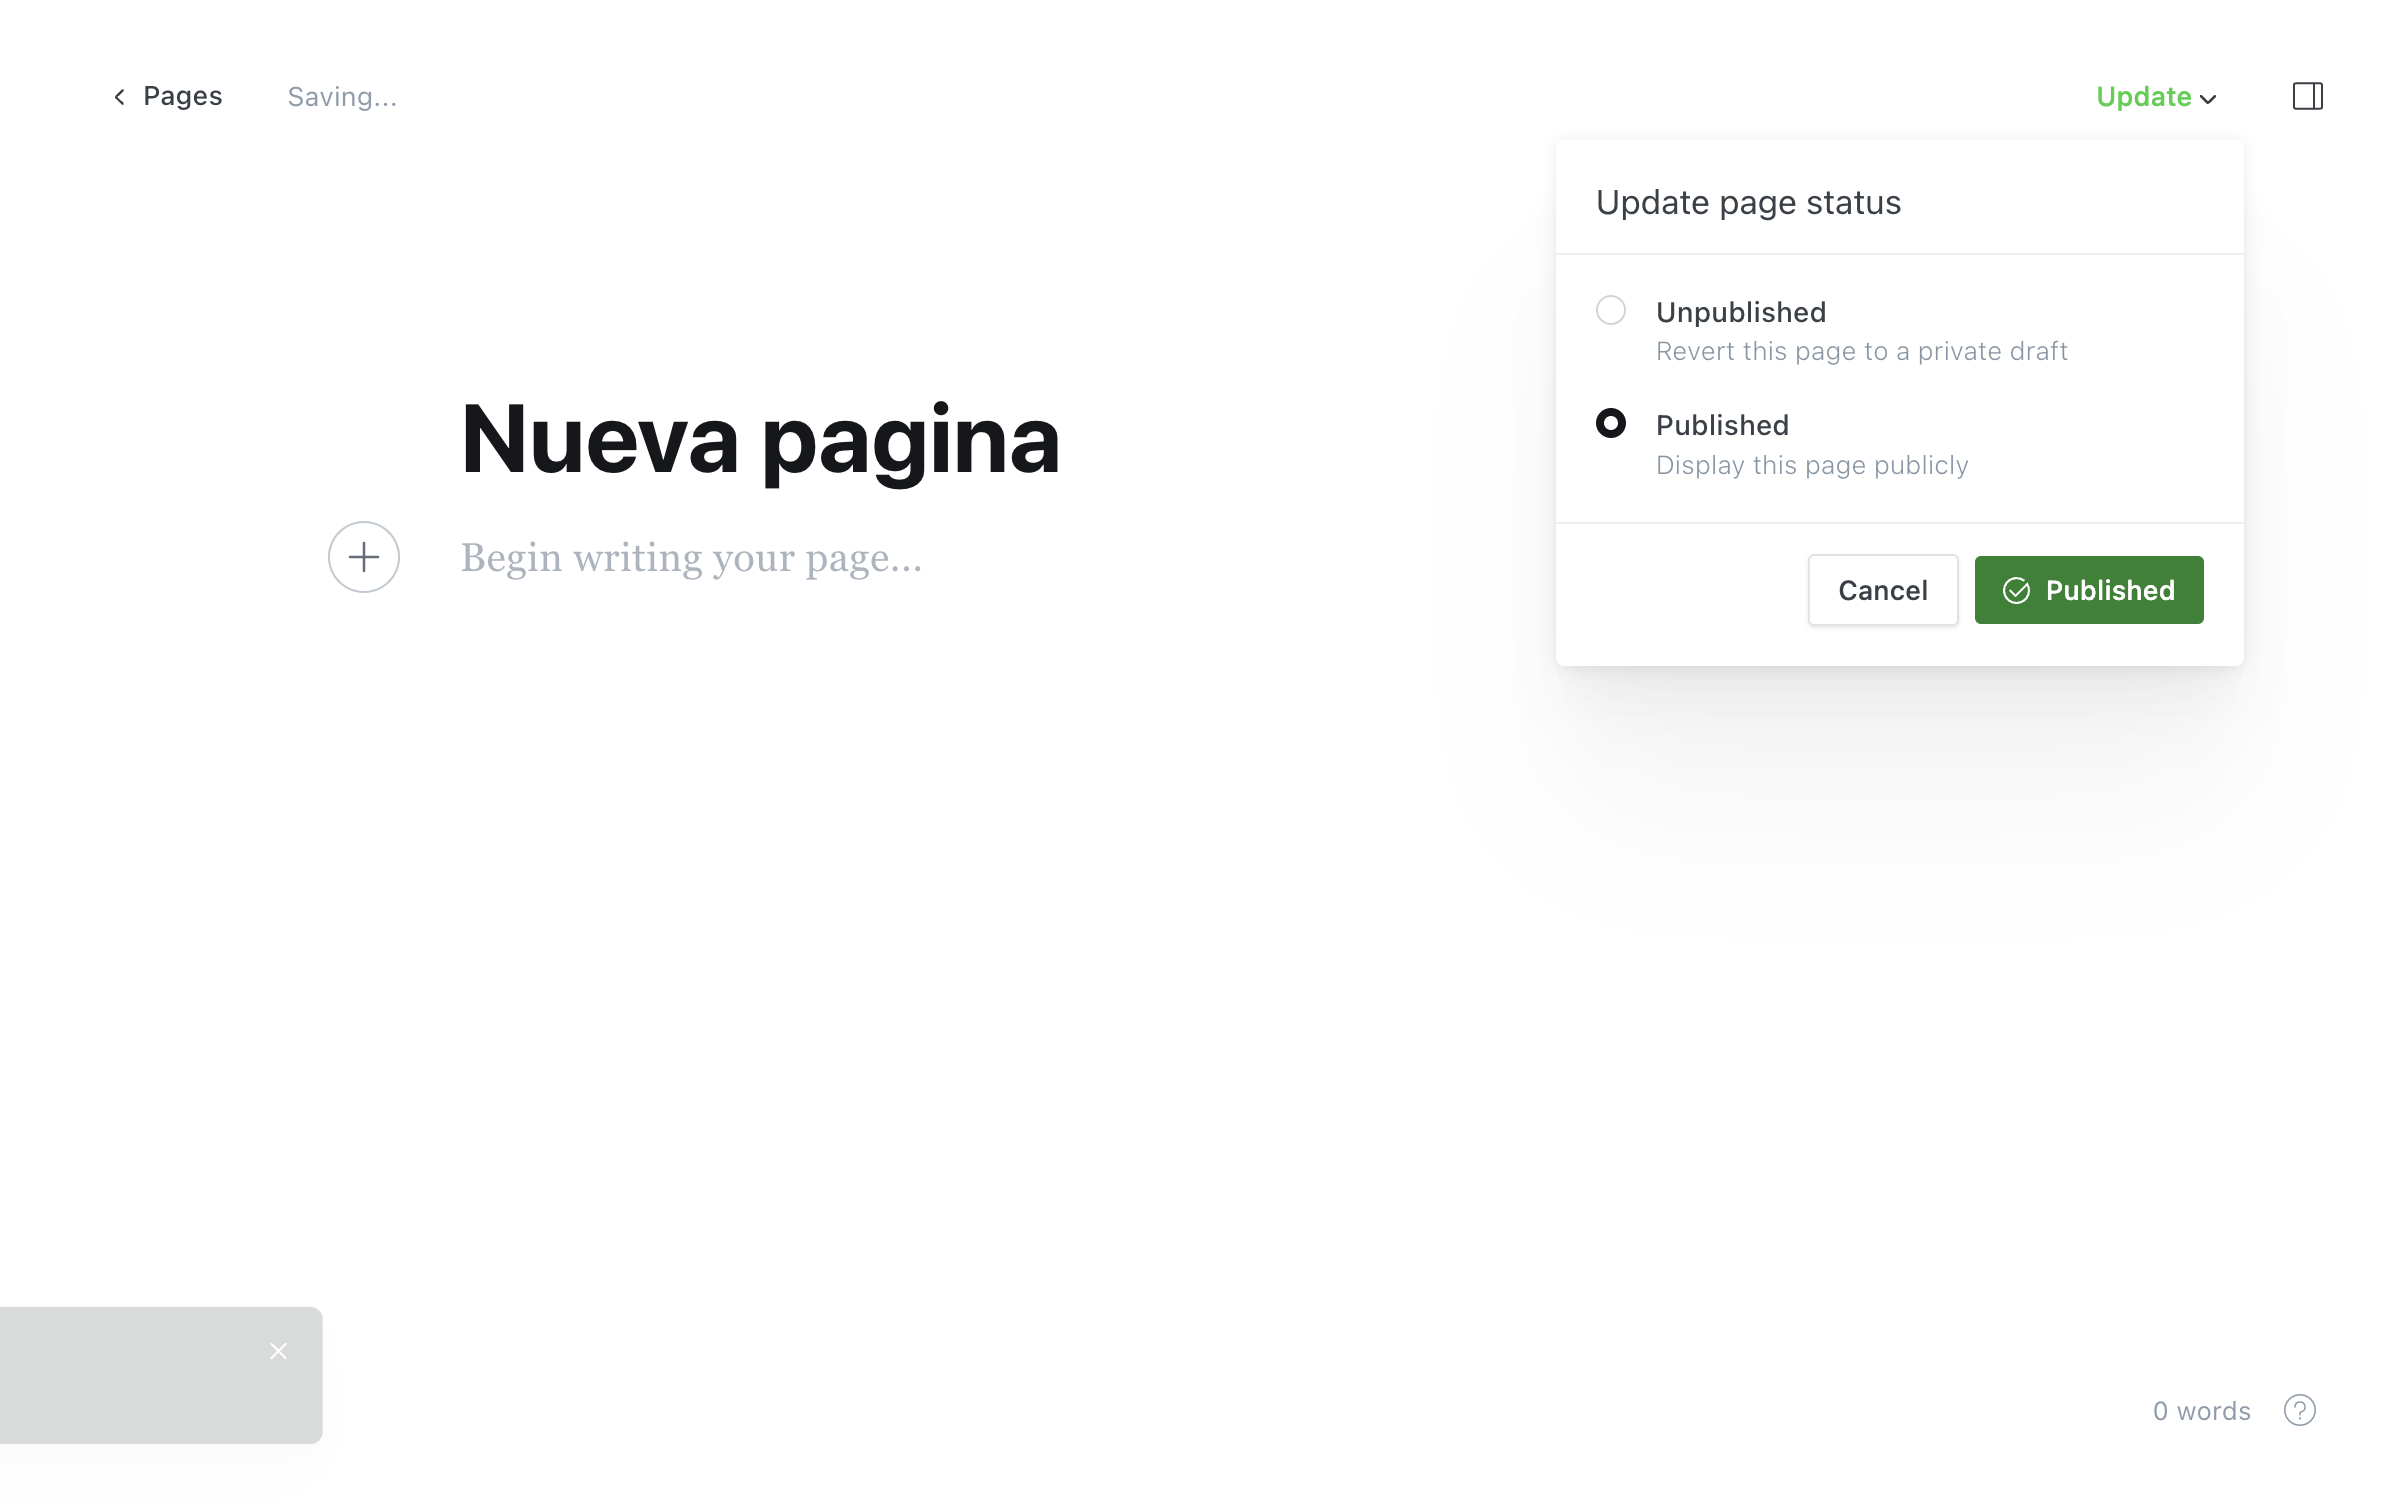 Pages
Saving...
Update
Update page status
Unpublished
Revert this page to a private draft
Published
Display this page publicly
Cancel
Published
Nueva pagina
Begin writing your page...
0 words
?